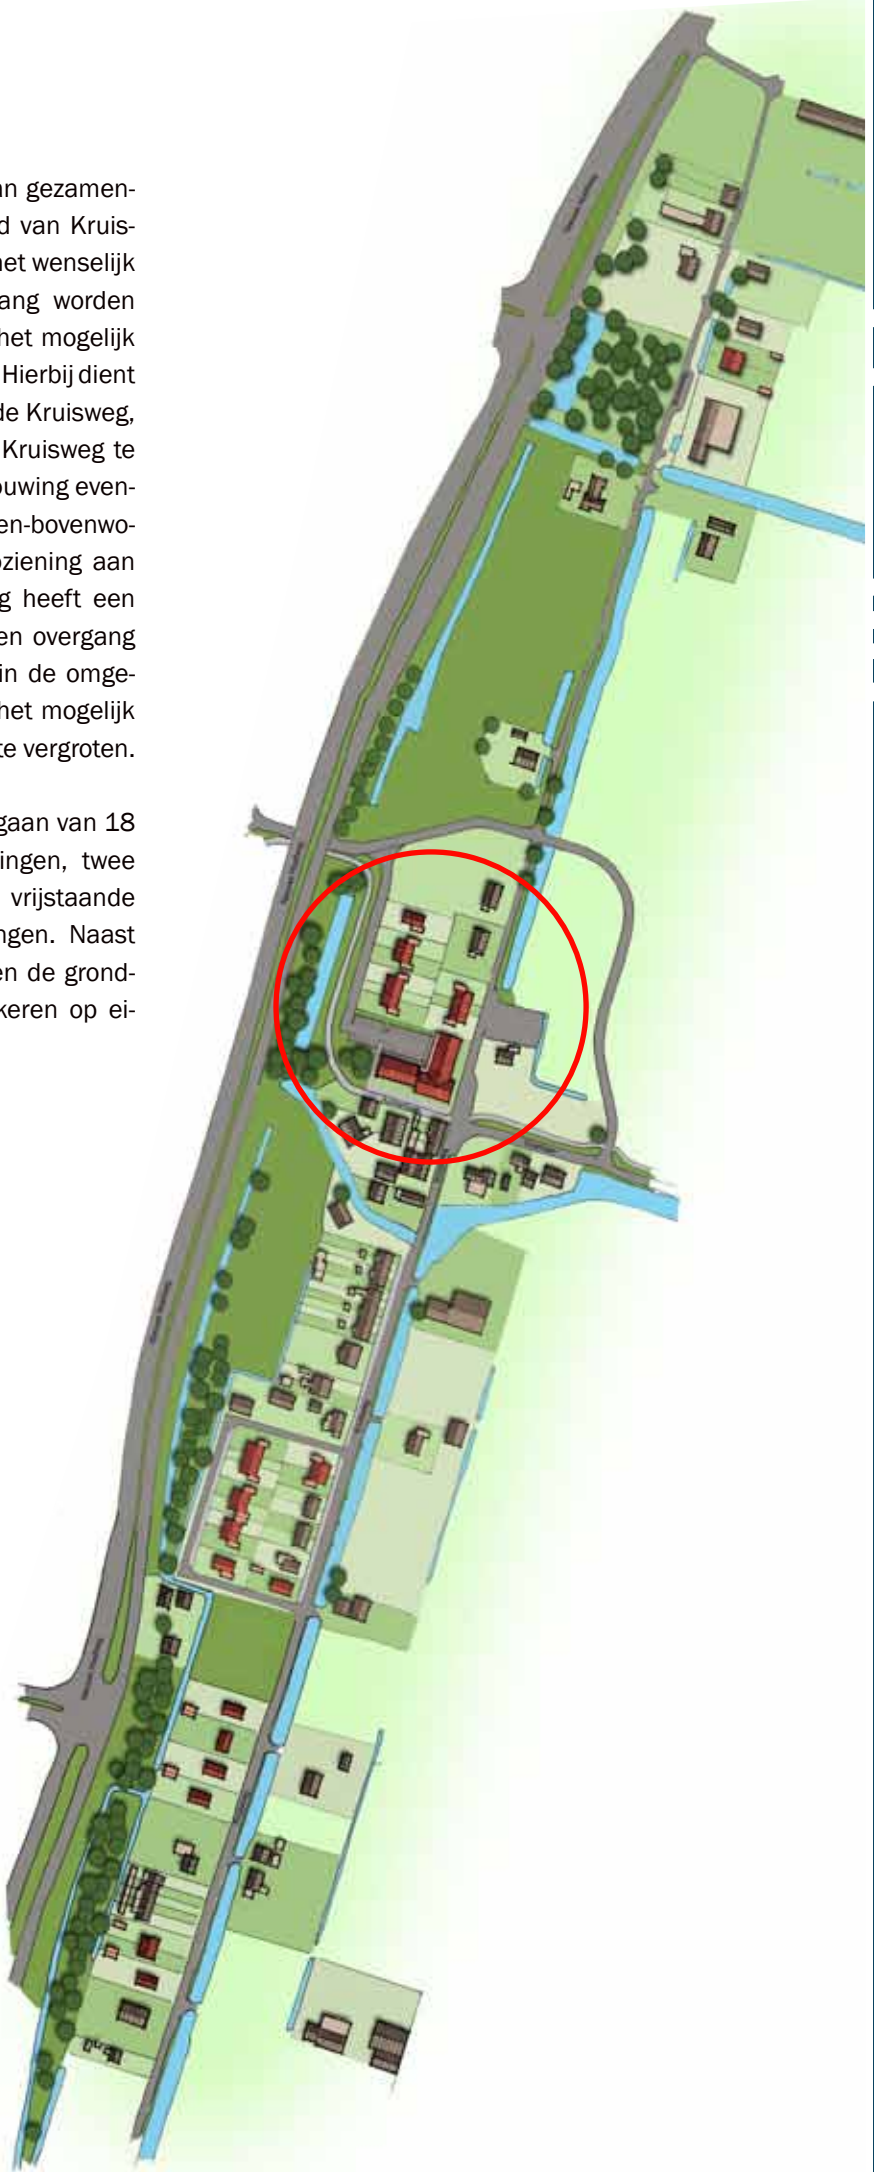 an gezamen-
d van Kruis-
het wenselijk
ang worden
het mogelijk
Hierbij dient
de Kruisweg,
Kruisweg te
ouwing even-
en-bovenwo-
oziening aan
g heeft een
en overgang
in de omge-
het mogelijk
te vergroten.
gaan van 18
ingen, twee
vrijstaande
ngen. Naast
en de grond-
keren op ei-